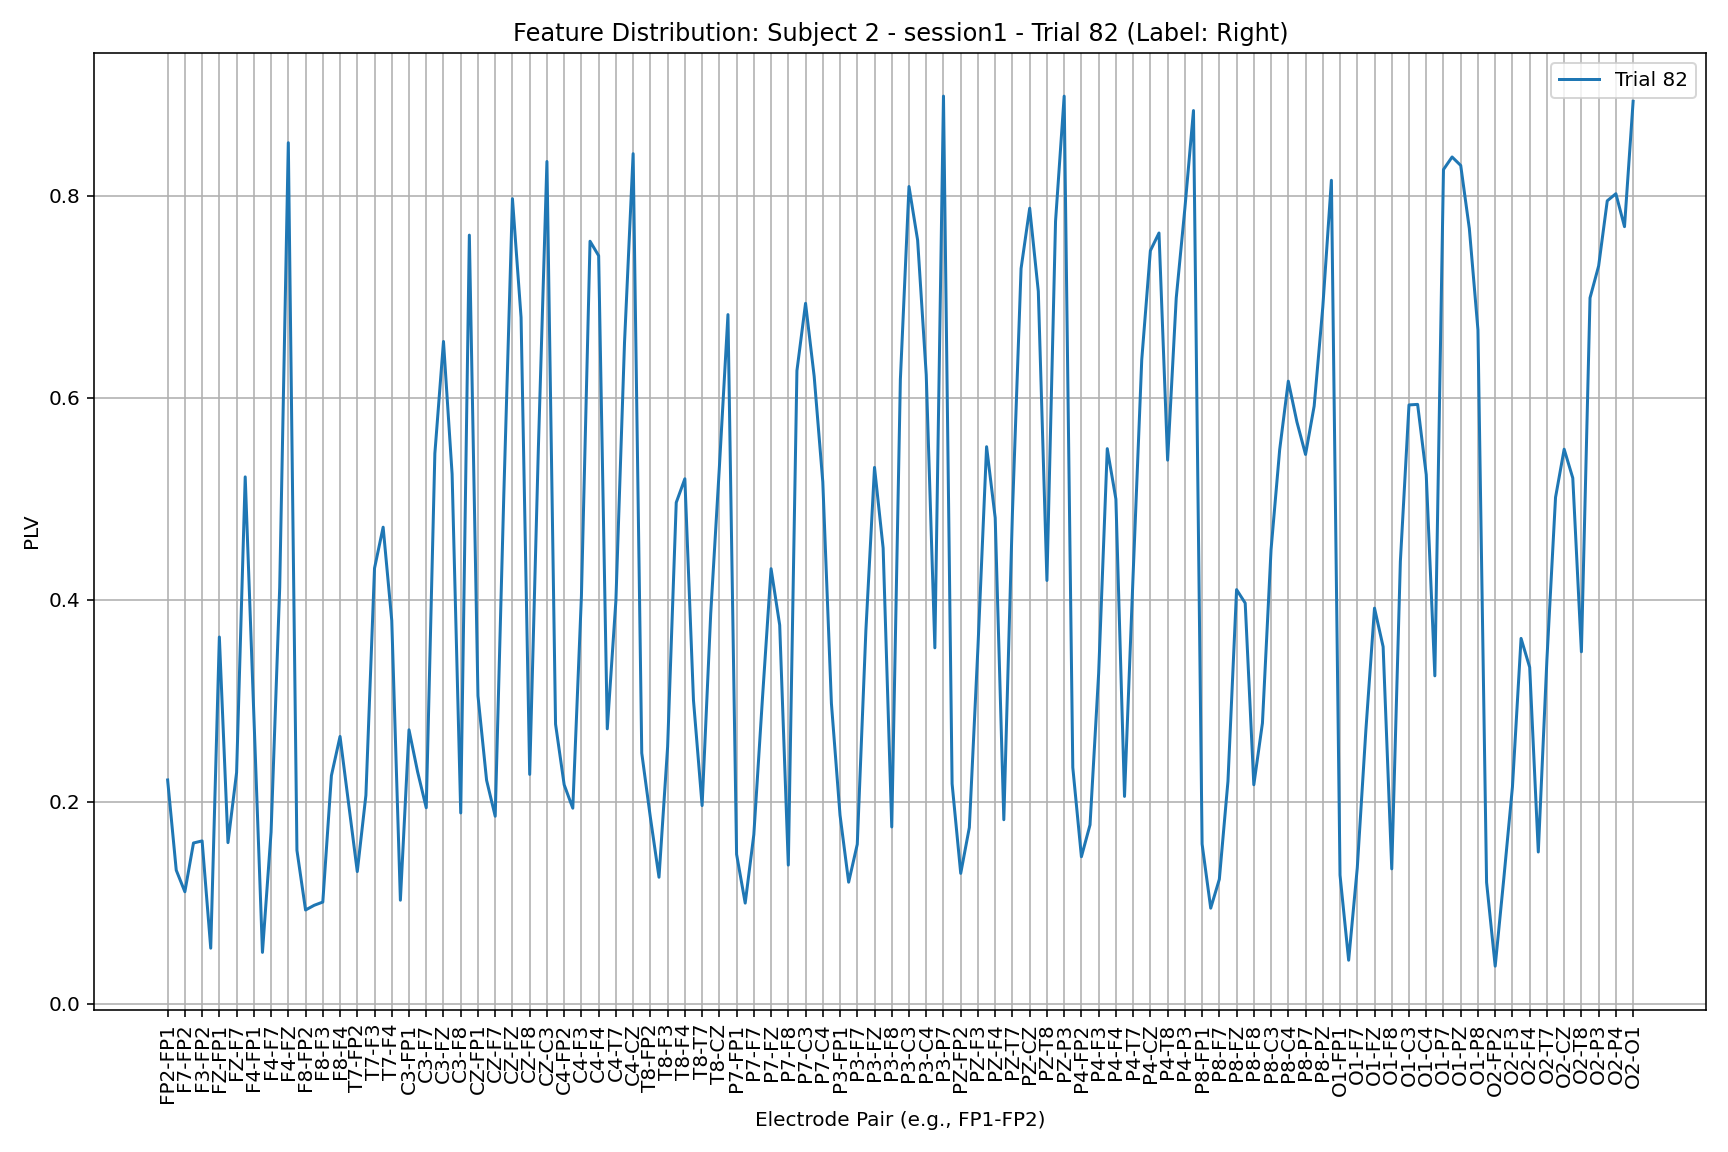 Feature Distribution: Subject 2 - session1 - Trial 82 (Label: Right)
Trial 82
PLV
0.8
0.6
0.4
0.2
0.0
FP2-FP1
F7-FP2
F3-FP2
FZ-FP1
FZ-F7
F4-FP1
F4-F7
F4-FZ
F8-FP2
F8-F3
F8-F4
T7-FP2
T7-F3
T7-F4
C3-FP1
C3-F7
C3-FZ
C3-F8
CZ-FP1
CZ-F7
CZ-FZ
CZ-F8
CZ-C3
C4-FP2
C4-F3
C4-F4
C4-T7
C4-CZ
T8-FP2
T8-F3
T8-F4
T8-T7
T8-CZ
P7-FP1
P7-F7
P7-FZ
P7-F8
P7-C3
P7-C4
P3-FP1
P3-F7
P3-FZ
P3-F8
P3-C3
P3-C4
P3-P7
PZ-FP2
PZ-F3
PZ-F4
PZ-T7
PZ-CZ
PZ-T8
PZ-P3
P4-FP2
P4-F3
P4-F4
P4-T7
P4-CZ
P4-T8
P4-P3
P8-FP1
P8-F7
P8-FZ
P8-F8
P8-C3
P8-C4
P8-P7
P8-PZ
O1-FP1
O1-F7
O1-FZ
O1-F8
O1-C3
O1-C4
O1-P7
O1-PZ
O1-P8
O2-FP2
O2-F3
O2-F4
O2-T7
O2-CZ
O2-T8
O2-P3
O2-P4
O2-O1
Electrode Pair (e.g., FP1-FP2)